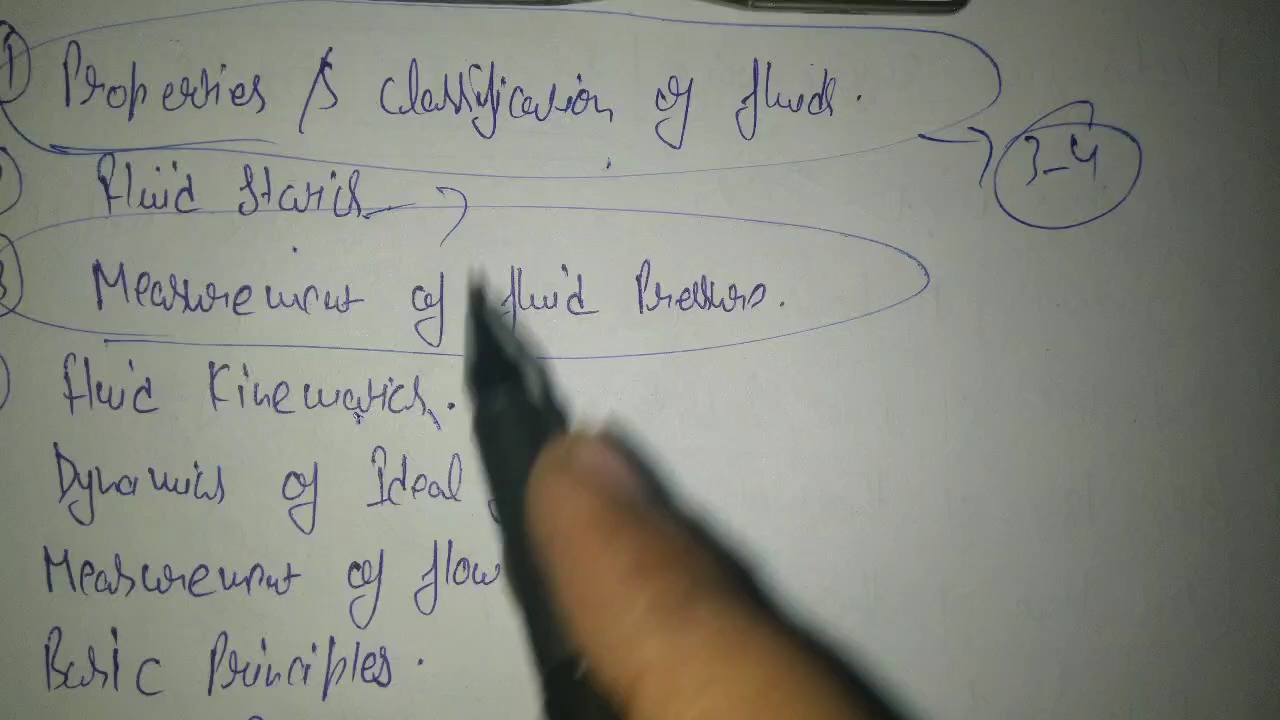 ① Properties & classification of fluids.
3-4
Fluid Statics
Measurement of fluid Pressure.
Fluid Kinematics.
Dynamics of Ideal
Measurement of flow
Basic Principles.